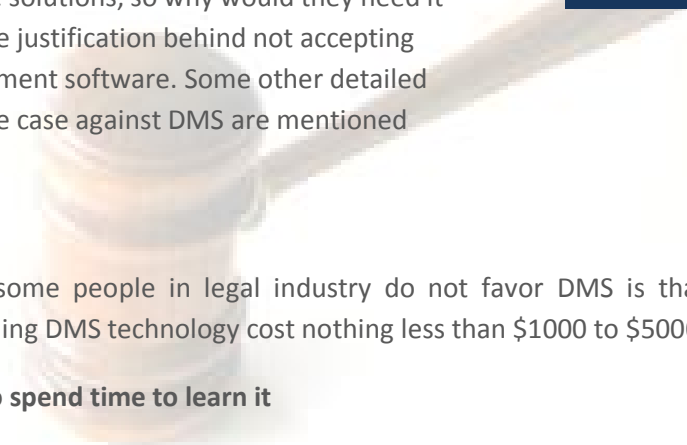 solutions, so why would they need it
e justification behind not accepting
ment software. Some other detailed
e case against DMS are mentioned
some people in legal industry do not favor DMS is tha
ing DMS technology cost nothing less than $1000 to $500
spend time to learn it